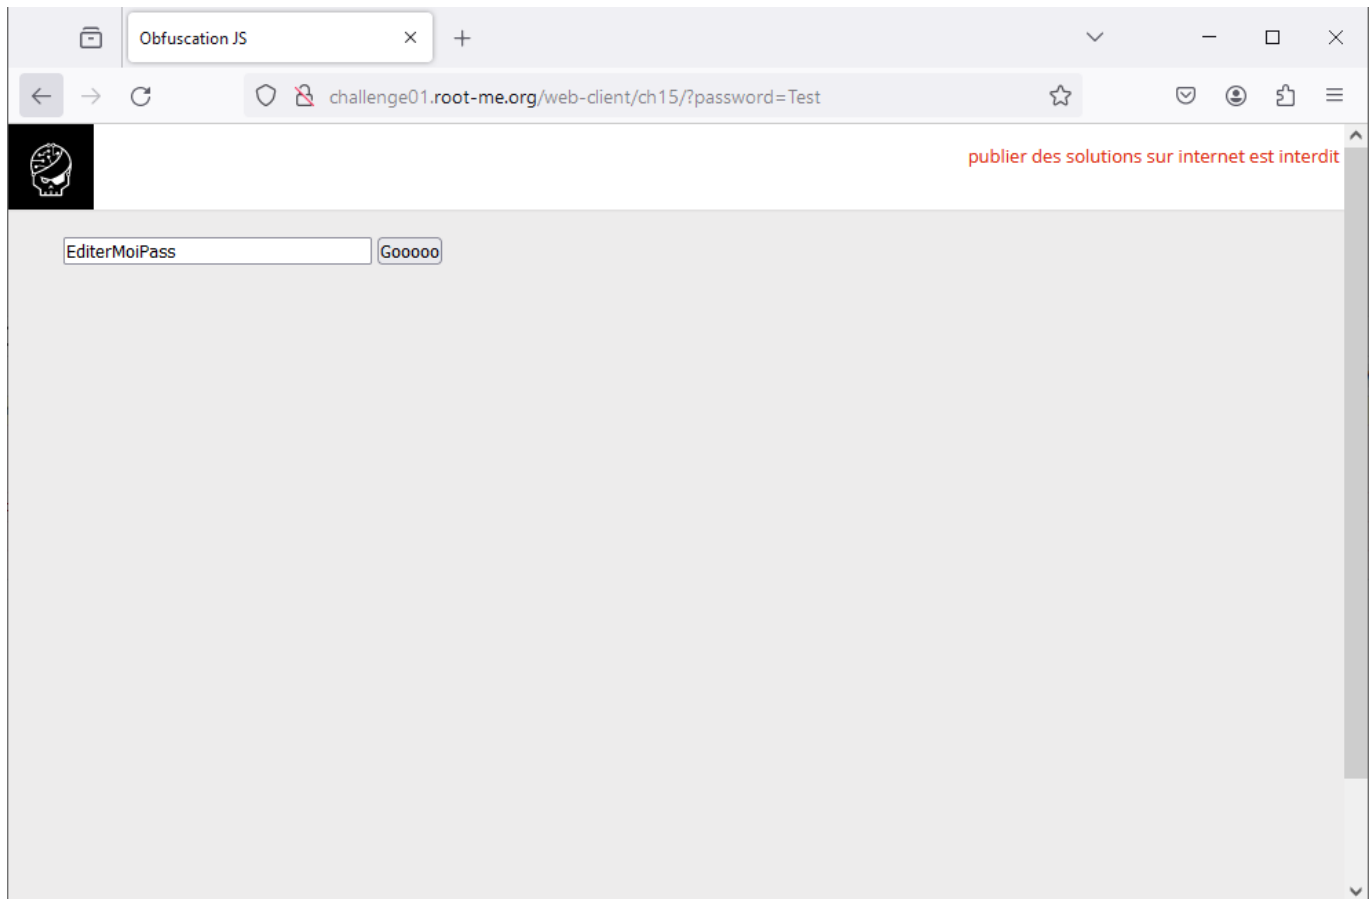 Obfuscation JS
challenge01.root-me.org/web-client/ch15/?password=Test
publier des solutions sur internet est interdit
EditerMoiPass Gooooo